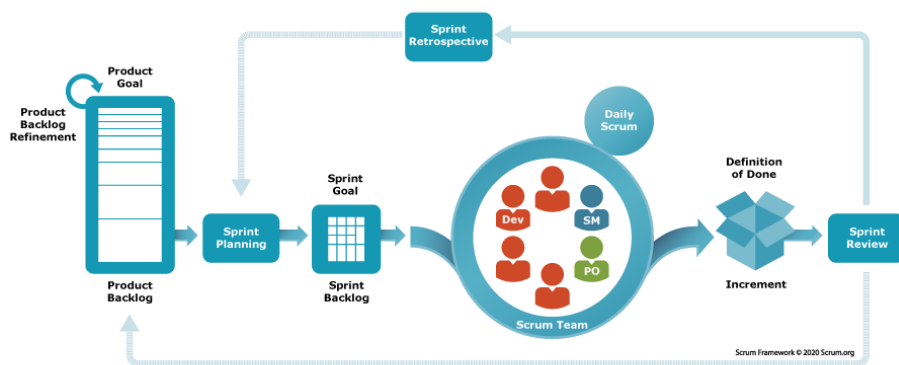 Sprint
Retrospective
Product
Goal
Product
Backlog
Refinement
Daily
Scrum
Sprint
Goal
Definition
of Done
Dev
SM
Sprint
Planning
Sprint
Review
PO
Product
Backlog
Sprint
Backlog
Increment
Scrum Team
Scrum Framework © 2020 Scrum.org